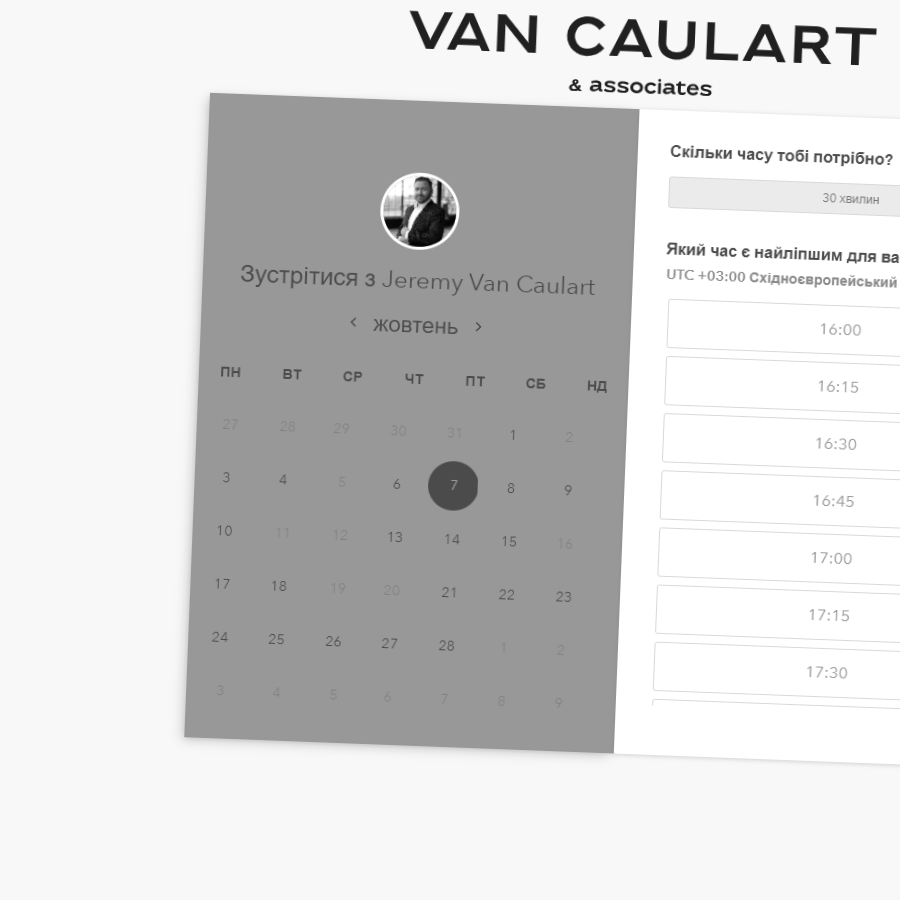 VAN CAULART
& associates
Зустрітися з Jeremy Van Caulart
жовтень
ПН ВТ СР ЧТ ПТ СБ НД
27 28 29 30 31 1 2
3 4 5 6 7 8 9
10 11 12 13 14 15 16
17 18 19 20 21 22 23
24 25 26 27 28 1 2
3 4 5 6 7 8 9
Скільки часу тобі потрібно?
30 хвилин
Який час є найліпшим для ва
UTC +03:00 Східноєвропейський
16:00
16:15
16:30
16:45
17:00
17:15
17:30